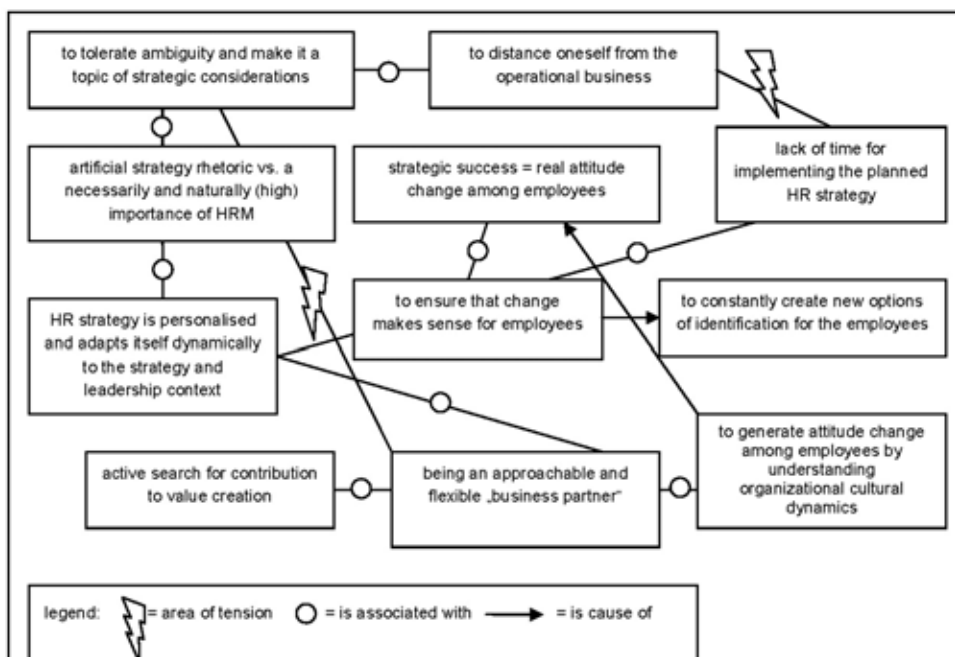 to tolerate ambiguity and make it a
topic of strategic considerations
to distance oneself from the
operational business
lack of time for
implementing the planned
HR strategy
artificial strategy rhetoric vs. a
necessarily and naturally (high)
importance of HRM
strategic success = real attitude
change among employees
HR strategy is personalised
and adapts itself dynamically
to the strategy and
leadership context
to ensure that change
makes sense for employees
to constantly create new options
of identification for the employees
active search for contribution
to value creation
being an approachable and
flexible „business partner“
to generate attitude change
among employees by
understanding
organizational cultural
dynamics
legend: = area of tension = is associated with = is cause of